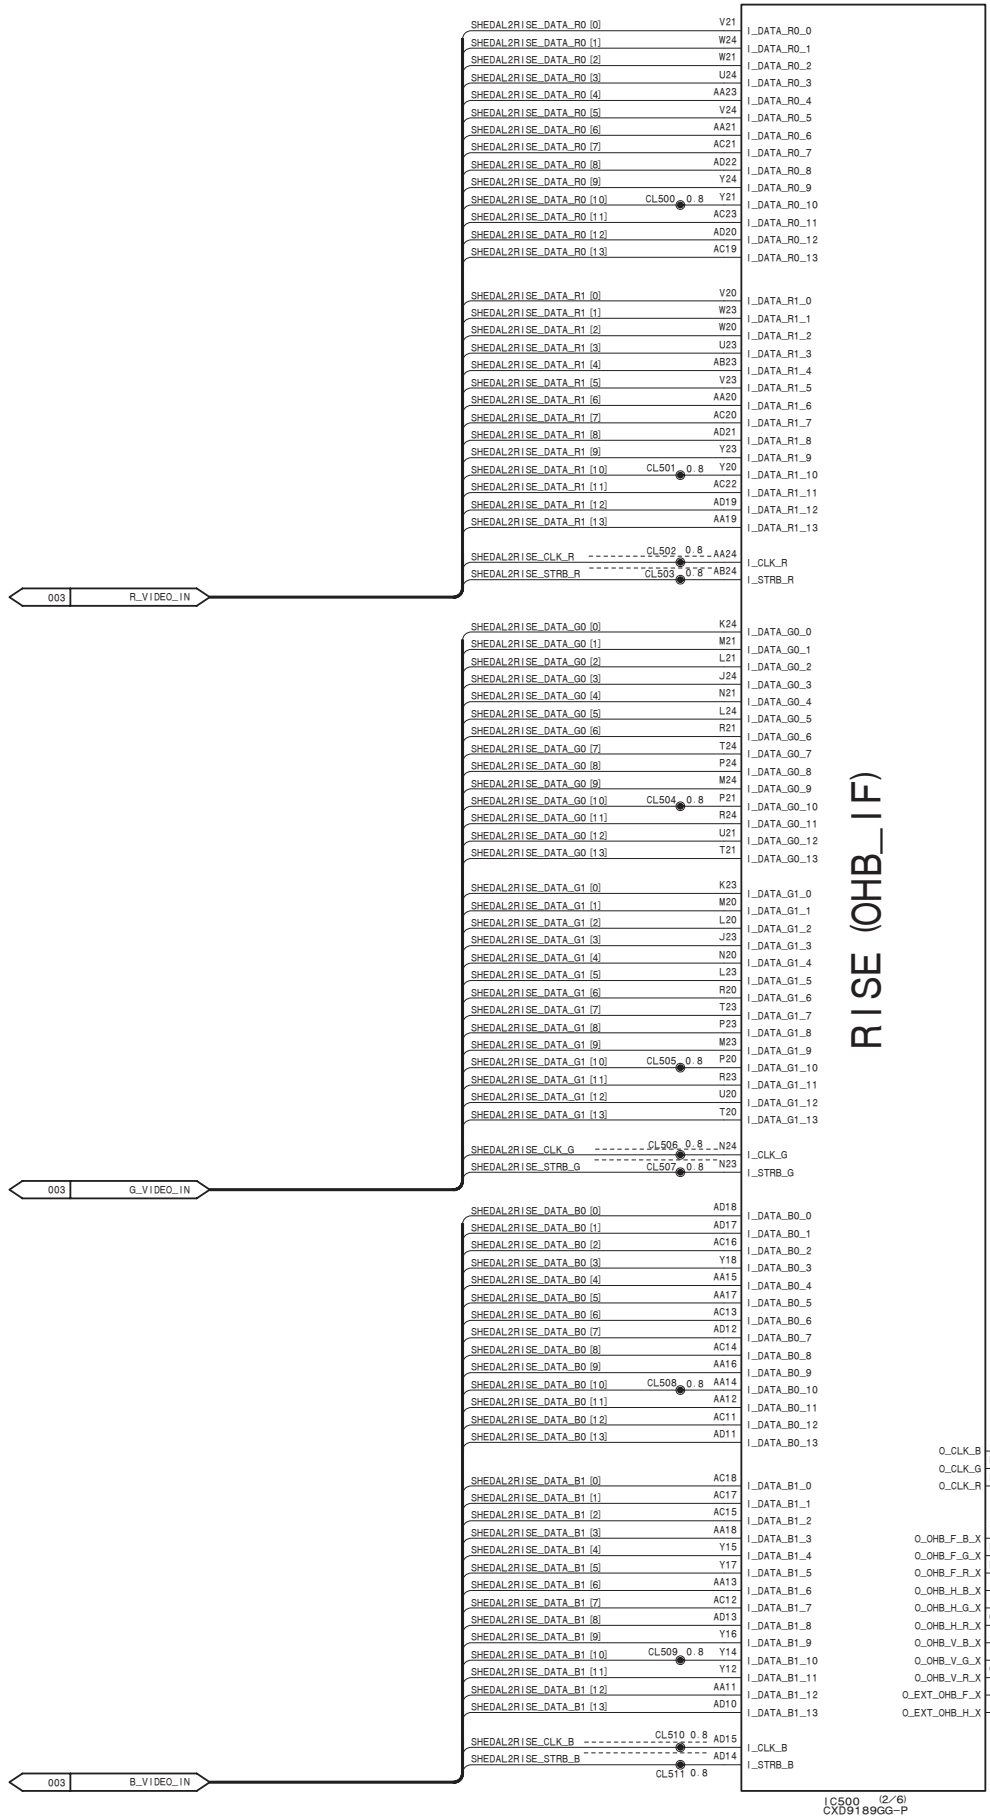 SHEDAL2RISE_DATA_R0 [0] V21 I_DATA_R0_0
SHEDAL2RISE_DATA_R0 [1] W24 I_DATA_R0_1
SHEDAL2RISE_DATA_R0 [2] W21 I_DATA_R0_2
SHEDAL2RISE_DATA_R0 [3] U24 I_DATA_R0_3
SHEDAL2RISE_DATA_R0 [4] AA23 I_DATA_R0_4
SHEDAL2RISE_DATA_R0 [5] V24 I_DATA_R0_5
SHEDAL2RISE_DATA_R0 [6] AA21 I_DATA_R0_6
SHEDAL2RISE_DATA_R0 [7] AC21 I_DATA_R0_7
SHEDAL2RISE_DATA_R0 [8] AD22 I_DATA_R0_8
SHEDAL2RISE_DATA_R0 [9] Y24 I_DATA_R0_9
SHEDAL2RISE_DATA_R0 [10] CL500 0.8 Y21 I_DATA_R0_10
SHEDAL2RISE_DATA_R0 [11] AC23 I_DATA_R0_11
SHEDAL2RISE_DATA_R0 [12] AD20 I_DATA_R0_12
SHEDAL2RISE_DATA_R0 [13] AC19 I_DATA_R0_13
SHEDAL2RISE_DATA_R1 [0] V20 I_DATA_R1_0
SHEDAL2RISE_DATA_R1 [1] W23 I_DATA_R1_1
SHEDAL2RISE_DATA_R1 [2] W20 I_DATA_R1_2
SHEDAL2RISE_DATA_R1 [3] U23 I_DATA_R1_3
SHEDAL2RISE_DATA_R1 [4] AB23 I_DATA_R1_4
SHEDAL2RISE_DATA_R1 [5] V23 I_DATA_R1_5
SHEDAL2RISE_DATA_R1 [6] AA20 I_DATA_R1_6
SHEDAL2RISE_DATA_R1 [7] AC20 I_DATA_R1_7
SHEDAL2RISE_DATA_R1 [8] AD21 I_DATA_R1_8
SHEDAL2RISE_DATA_R1 [9] Y23 I_DATA_R1_9
SHEDAL2RISE_DATA_R1 [10] CL501 0.8 Y20 I_DATA_R1_10
SHEDAL2RISE_DATA_R1 [11] AC22 I_DATA_R1_11
SHEDAL2RISE_DATA_R1 [12] AD19 I_DATA_R1_12
SHEDAL2RISE_DATA_R1 [13] AA19 I_DATA_R1_13
SHEDAL2RISE_CLK_R CL502 0.8 AA24 I_CLK_R
SHEDAL2RISE_STRB_R CL503 0.8 AB24 I_STRB_R
003 R_VIDEO_IN
SHEDAL2RISE_DATA_G0 [0] K24 I_DATA_G0_0
SHEDAL2RISE_DATA_G0 [1] M21 I_DATA_G0_1
SHEDAL2RISE_DATA_G0 [2] L21 I_DATA_G0_2
SHEDAL2RISE_DATA_G0 [3] J24 I_DATA_G0_3
SHEDAL2RISE_DATA_G0 [4] N21 I_DATA_G0_4
SHEDAL2RISE_DATA_G0 [5] L24 I_DATA_G0_5
SHEDAL2RISE_DATA_G0 [6] R21 I_DATA_G0_6
SHEDAL2RISE_DATA_G0 [7] T24 I_DATA_G0_7
SHEDAL2RISE_DATA_G0 [8] P24 I_DATA_G0_8
SHEDAL2RISE_DATA_G0 [9] M24 I_DATA_G0_9
SHEDAL2RISE_DATA_G0 [10] CL504 0.8 P21 I_DATA_G0_10
SHEDAL2RISE_DATA_G0 [11] R24 I_DATA_G0_11
SHEDAL2RISE_DATA_G0 [12] U21 I_DATA_G0_12
SHEDAL2RISE_DATA_G0 [13] T21 I_DATA_G0_13
RISE (OHB_IF)
SHEDAL2RISE_DATA_G1 [0] K23 I_DATA_G1_0
SHEDAL2RISE_DATA_G1 [1] M20 I_DATA_G1_1
SHEDAL2RISE_DATA_G1 [2] L20 I_DATA_G1_2
SHEDAL2RISE_DATA_G1 [3] J23 I_DATA_G1_3
SHEDAL2RISE_DATA_G1 [4] N20 I_DATA_G1_4
SHEDAL2RISE_DATA_G1 [5] L23 I_DATA_G1_5
SHEDAL2RISE_DATA_G1 [6] R20 I_DATA_G1_6
SHEDAL2RISE_DATA_G1 [7] T23 I_DATA_G1_7
SHEDAL2RISE_DATA_G1 [8] P23 I_DATA_G1_8
SHEDAL2RISE_DATA_G1 [9] M23 I_DATA_G1_9
SHEDAL2RISE_DATA_G1 [10] CL505 0.8 P20 I_DATA_G1_10
SHEDAL2RISE_DATA_G1 [11] R23 I_DATA_G1_11
SHEDAL2RISE_DATA_G1 [12] U20 I_DATA_G1_12
SHEDAL2RISE_DATA_G1 [13] T20 I_DATA_G1_13
SHEDAL2RISE_CLK_G CL506 0.8 N24 I_CLK_G
SHEDAL2RISE_STRB_G CL507 0.8 N23 I_STRB_G
003 G_VIDEO_IN
SHEDAL2RISE_DATA_B0 [0] AD18 I_DATA_B0_0
SHEDAL2RISE_DATA_B0 [1] AD17 I_DATA_B0_1
SHEDAL2RISE_DATA_B0 [2] AC16 I_DATA_B0_2
SHEDAL2RISE_DATA_B0 [3] Y18 I_DATA_B0_3
SHEDAL2RISE_DATA_B0 [4] AA15 I_DATA_B0_4
SHEDAL2RISE_DATA_B0 [5] AA17 I_DATA_B0_5
SHEDAL2RISE_DATA_B0 [6] AC13 I_DATA_B0_6
SHEDAL2RISE_DATA_B0 [7] AD12 I_DATA_B0_7
SHEDAL2RISE_DATA_B0 [8] AC14 I_DATA_B0_8
SHEDAL2RISE_DATA_B0 [9] AA16 I_DATA_B0_9
SHEDAL2RISE_DATA_B0 [10] CL508 0.8 AA14 I_DATA_B0_10
SHEDAL2RISE_DATA_B0 [11] AA12 I_DATA_B0_11
SHEDAL2RISE_DATA_B0 [12] AC11 I_DATA_B0_12
SHEDAL2RISE_DATA_B0 [13] AD11 I_DATA_B0_13
O_CLK_B
O_CLK_G
SHEDAL2RISE_DATA_B1 [0] AC18 I_DATA_B1_0 O_CLK_R
SHEDAL2RISE_DATA_B1 [1] AC17 I_DATA_B1_1
SHEDAL2RISE_DATA_B1 [2] AC15 I_DATA_B1_2
SHEDAL2RISE_DATA_B1 [3] AA18 I_DATA_B1_3 O_OHB_F_B_X
SHEDAL2RISE_DATA_B1 [4] Y15 I_DATA_B1_4 O_OHB_F_G_X
SHEDAL2RISE_DATA_B1 [5] Y17 I_DATA_B1_5 O_OHB_F_R_X
SHEDAL2RISE_DATA_B1 [6] AA13 I_DATA_B1_6 O_OHB_H_B_X
SHEDAL2RISE_DATA_B1 [7] AC12 I_DATA_B1_7 O_OHB_H_G_X
SHEDAL2RISE_DATA_B1 [8] AD13 I_DATA_B1_8 O_OHB_H_R_X
SHEDAL2RISE_DATA_B1 [9] Y16 I_DATA_B1_9 O_OHB_V_B_X
SHEDAL2RISE_DATA_B1 [10] CL509 0.8 Y14 I_DATA_B1_10 O_OHB_V_G_X
SHEDAL2RISE_DATA_B1 [11] Y12 I_DATA_B1_11 O_OHB_V_R_X
SHEDAL2RISE_DATA_B1 [12] AA11 I_DATA_B1_12 O_EXT_OHB_F_X
SHEDAL2RISE_DATA_B1 [13] AD10 I_DATA_B1_13 O_EXT_OHB_H_X
SHEDAL2RISE_CLK_B CL510 0.8 AD15 I_CLK_B
SHEDAL2RISE_STRB_B CL511 0.8 AD14 I_STRB_B
003 B_VIDEO_IN
IC500 (2/6)
CXD9189GG-P